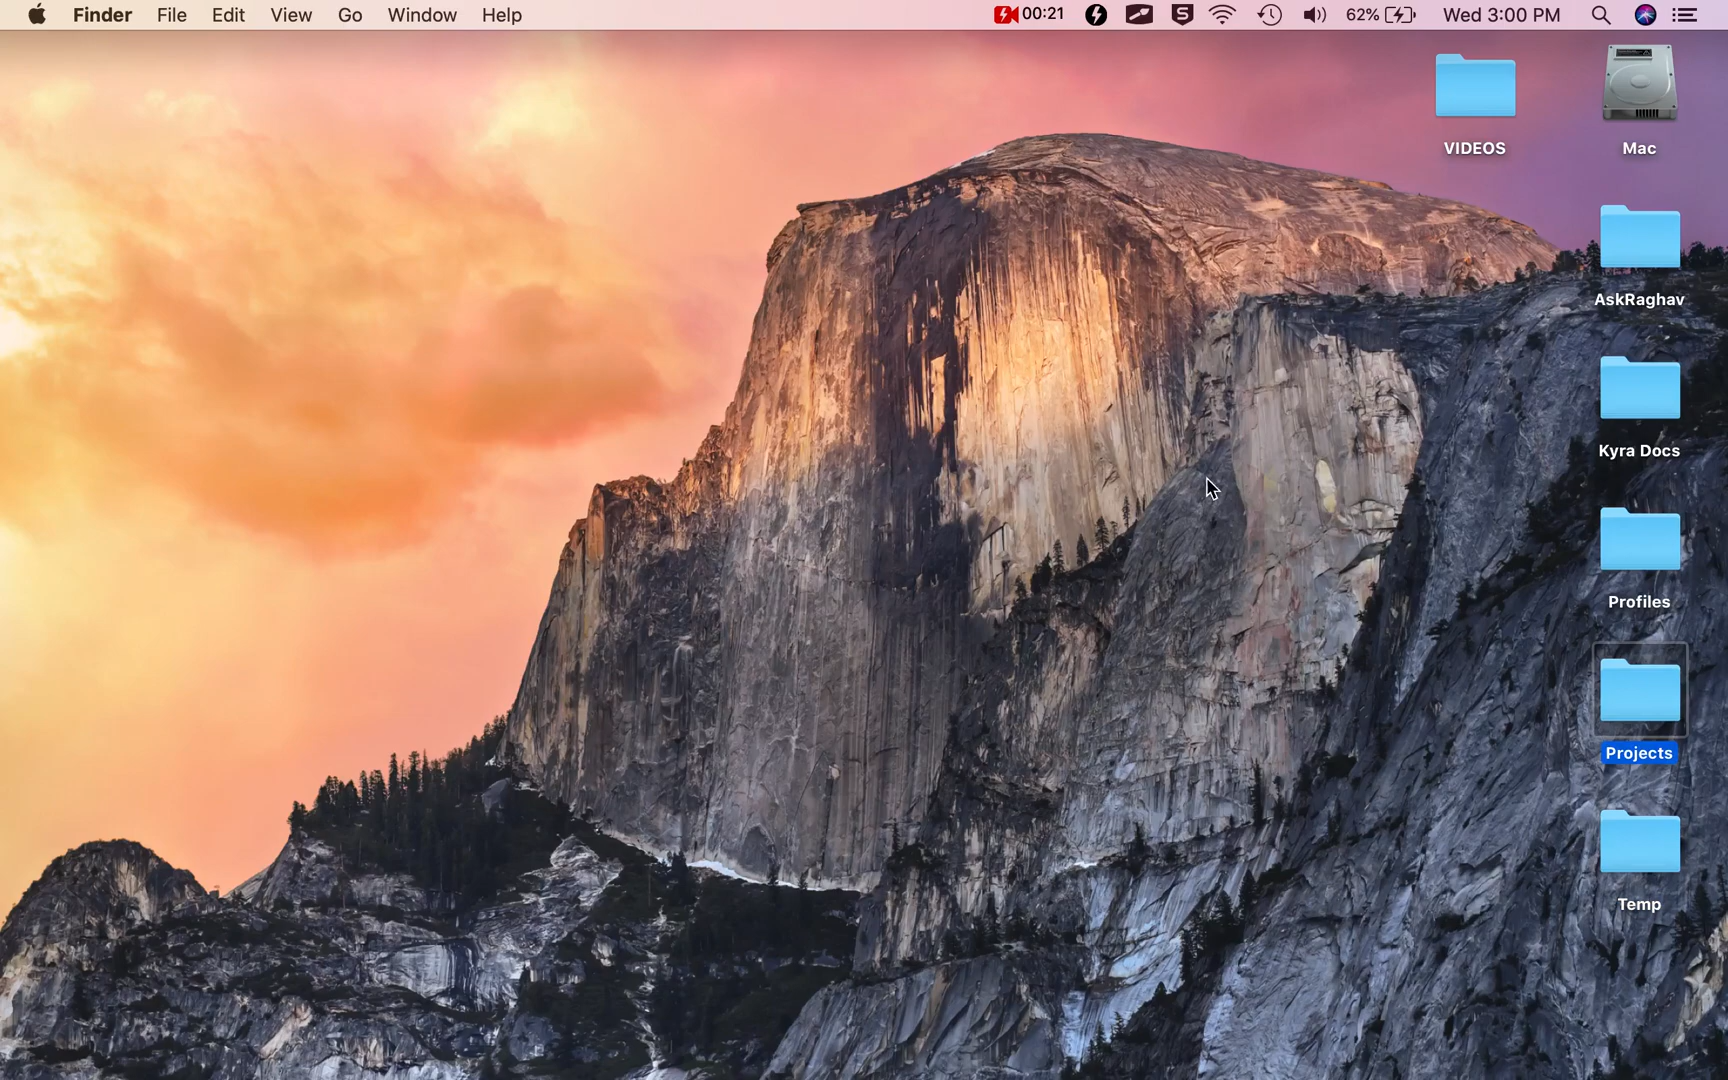 Finder File Edit View Go Window Help 00:21 S 62% Wed 3:00 PM
VIDEOS
Mac
AskRaghav
Kyra Docs
Profiles
Projects
Temp